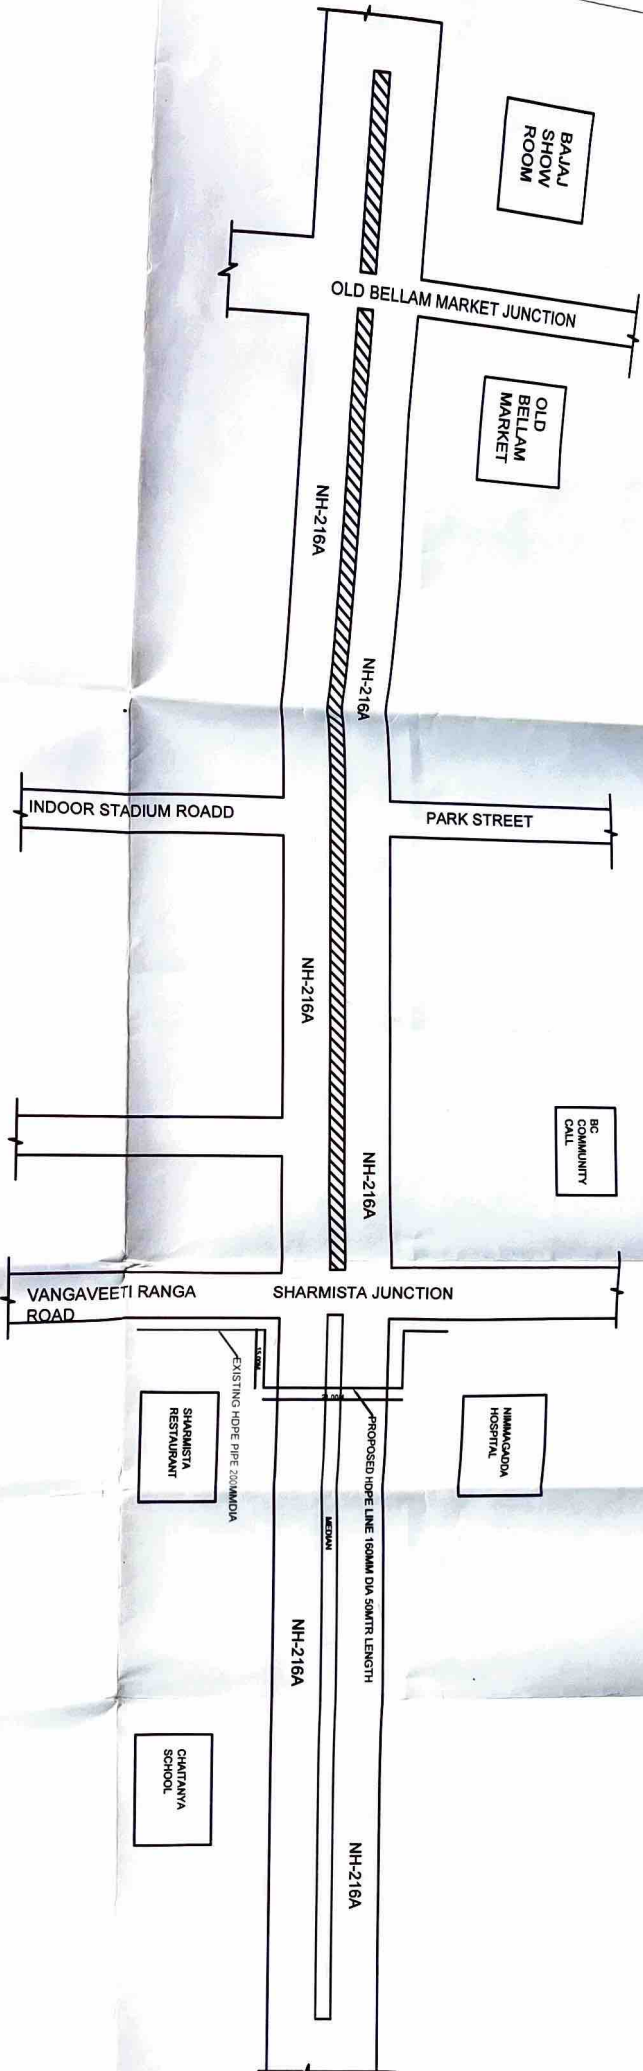 BAJAJ
SHOW
ROOM
OLD BELLAM MARKET JUNCTION
OLD
BELLAM
MARKET
NH-216A
NH-216A
INDOOR STADIUM ROADD
PARK STREET
NH-216A
BC
COMMUNITY
CALL
NH-216A
VANGAVEETI RANGA
ROAD
SHARMISTA JUNCTION
15.00M
EXISTING HDPE PIPE 200MMDIA
PROPOSED HDPE LINE 160MM DIA 50MTR LENGTH
SHARMISTA
RESTAURANT
NIMMAGADDA
HOSPITAL
MEDIAN
NH-216A
CHAITANYA
SCHOOL
NH-216A